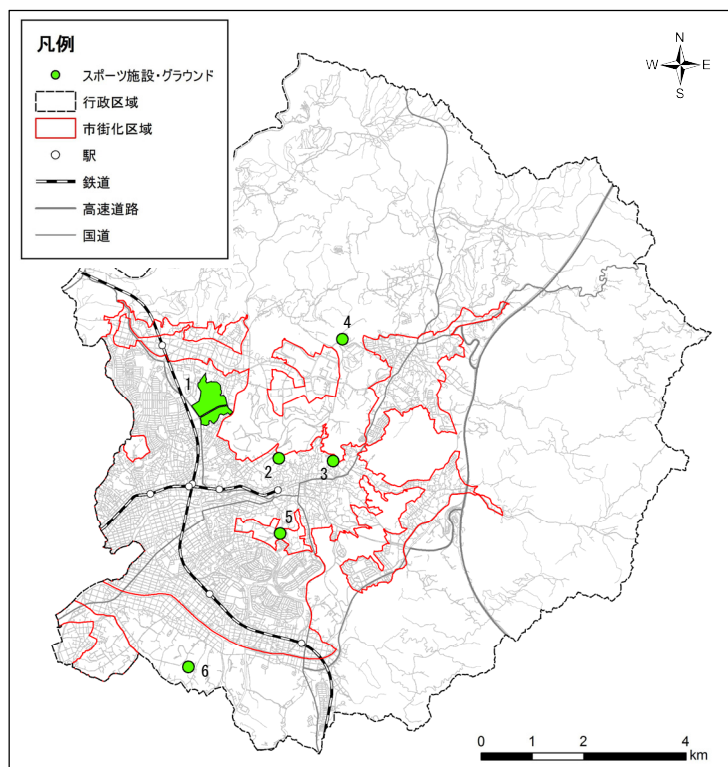 凡例
スポーツ施設・グラウンド
行政区域
市街化区域
駅
鉄道
高速道路
国道
N
W E
S
4
1
2
3
5
6
0 1 2 4
km